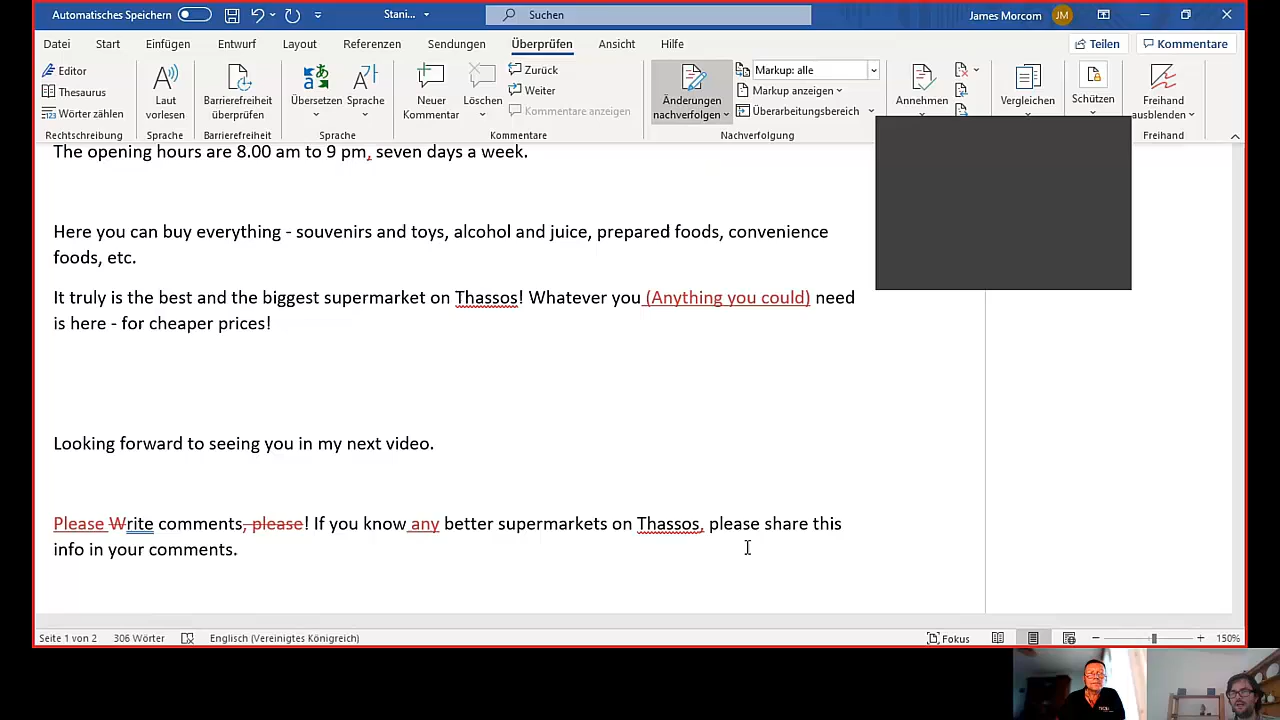 Automatisches Speichern Stani... Suchen James Morcom JM
Datei Start Einfügen Entwurf Layout Referenzen Sendungen Überprüfen Ansicht Hilfe Teilen Kommentare
Editor
Thesaurus
Wörter zählen
Rechtschreibung
Laut
vorlesen
Sprache
Barrierefreiheit
überprüfen
Barrierefreiheit
Übersetzen Sprache
Sprache
Neuer
Kommentar
Löschen
Zurück
Weiter
Kommentare anzeigen
Kommentare
Änderungen
nachverfolgen
Markup: alle
Markup anzeigen
Überarbeitungsbereich
Nachverfolgung
Annehmen
Vergleichen
Schützen
Freihand
ausblenden
Freihand
The opening hours are 8.00 am to 9 pm, seven days a week.
Here you can buy everything - souvenirs and toys, alcohol and juice, prepared foods, convenience
foods, etc.
It truly is the best and the biggest supermarket on Thassos! Whatever you (Anything you could) need
is here - for cheaper prices!
Looking forward to seeing you in my next video.
Please Write comments, please! If you know any better supermarkets on Thassos, please share this
info in your comments.
Seite 1 von 2 306 Wörter Englisch (Vereinigtes Königreich) Fokus 150%